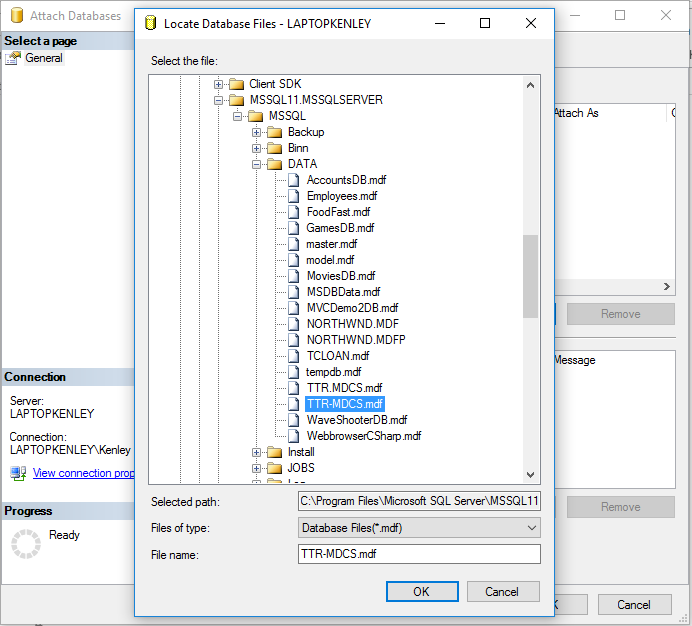 Attach Databases
Select a page
General
Connection
Server:
LAPTOPKENLEY
Connection:
LAPTOPKENLEY\Kenley
View connection prop
Progress
Ready
Locate Database Files - LAPTOPKENLEY
Select the file:
Client SDK
MSSQL11.MSSQLSERVER
MSSQL
Backup
Binn
DATA
AccountsDB.mdf
Employees.mdf
FoodFast.mdf
GamesDB.mdf
master.mdf
model.mdf
MoviesDB.mdf
MSDBData.mdf
MVCDemo2DB.mdf
NORTHWND.MDF
NORTHWND.MDFP
TCLOAN.mdf
tempdb.mdf
TTR.MDCS.mdf
TTR-MDCS.mdf
WaveShooterDB.mdf
WebbrowserCSharp.mdf
Install
JOBS
Selected path:
C:\Program Files\Microsoft SQL Server\MSSQL11
Files of type:
Database Files(*.mdf)
File name:
TTR-MDCS.mdf
OK
Cancel
Attach As
Remove
Message
Remove
Cancel